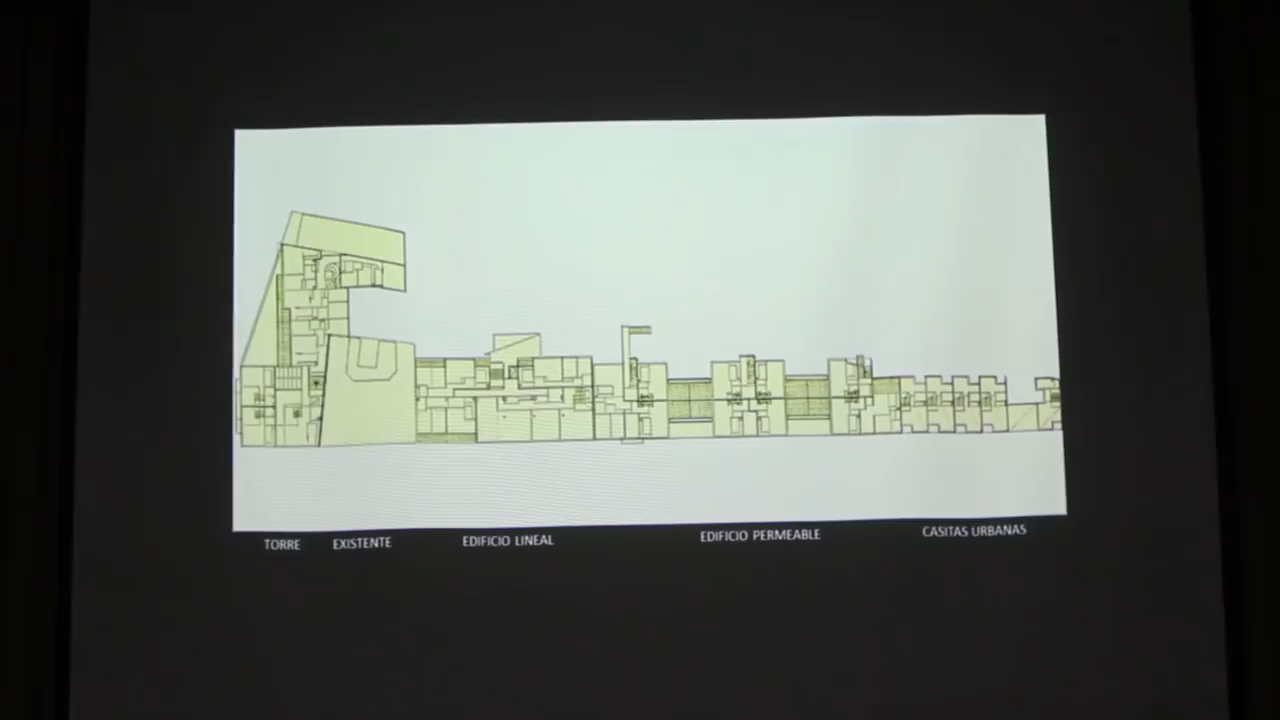 TORRE
EXISTENTE
EDIFICIO LINEAL
EDIFICIO PERMEABLE
CASITAS URBANAS